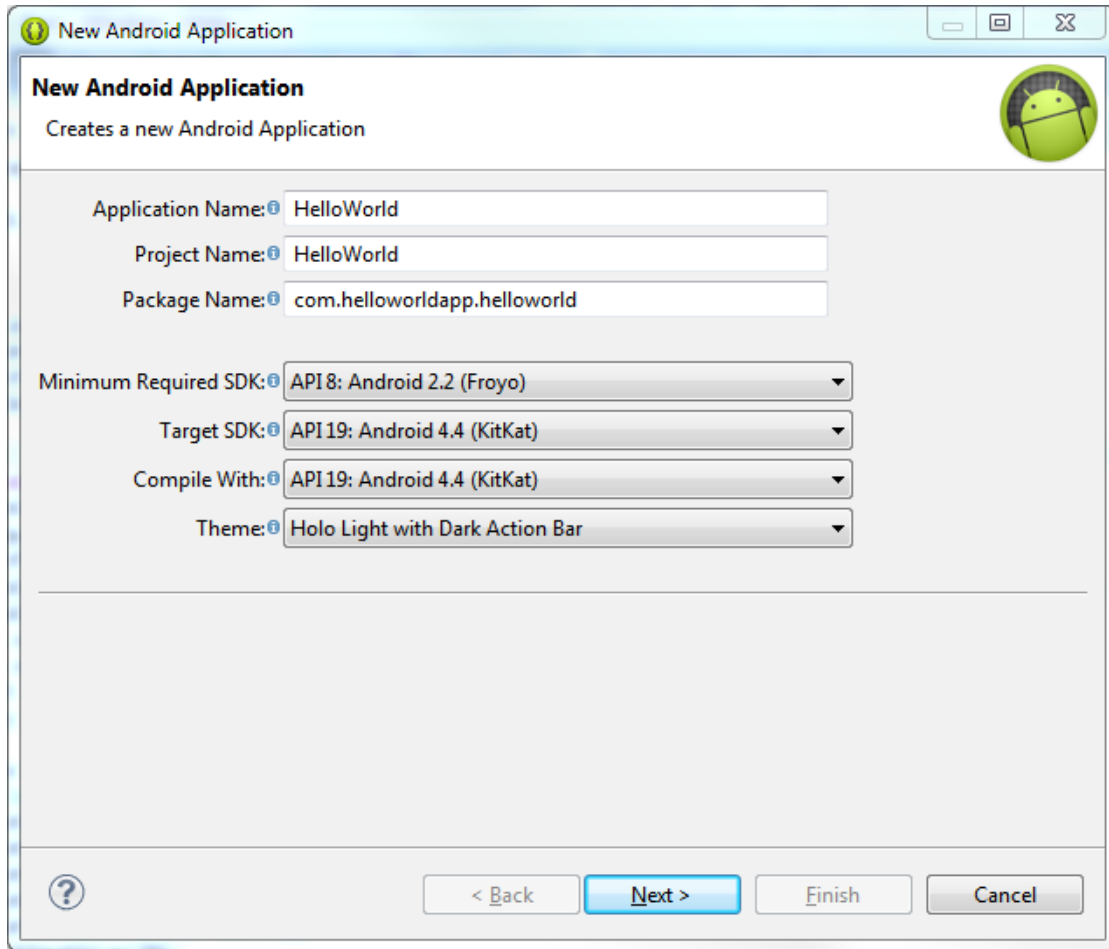 New Android Application
New Android Application
Creates a new Android Application
Application Name: HelloWorld
Project Name: HelloWorld
Package Name: com.helloworldapp.helloworld
Minimum Required SDK: API 8: Android 2.2 (Froyo)
Target SDK: API 19: Android 4.4 (KitKat)
Compile With: API 19: Android 4.4 (KitKat)
Theme: Holo Light with Dark Action Bar
? < Back Next > Finish Cancel